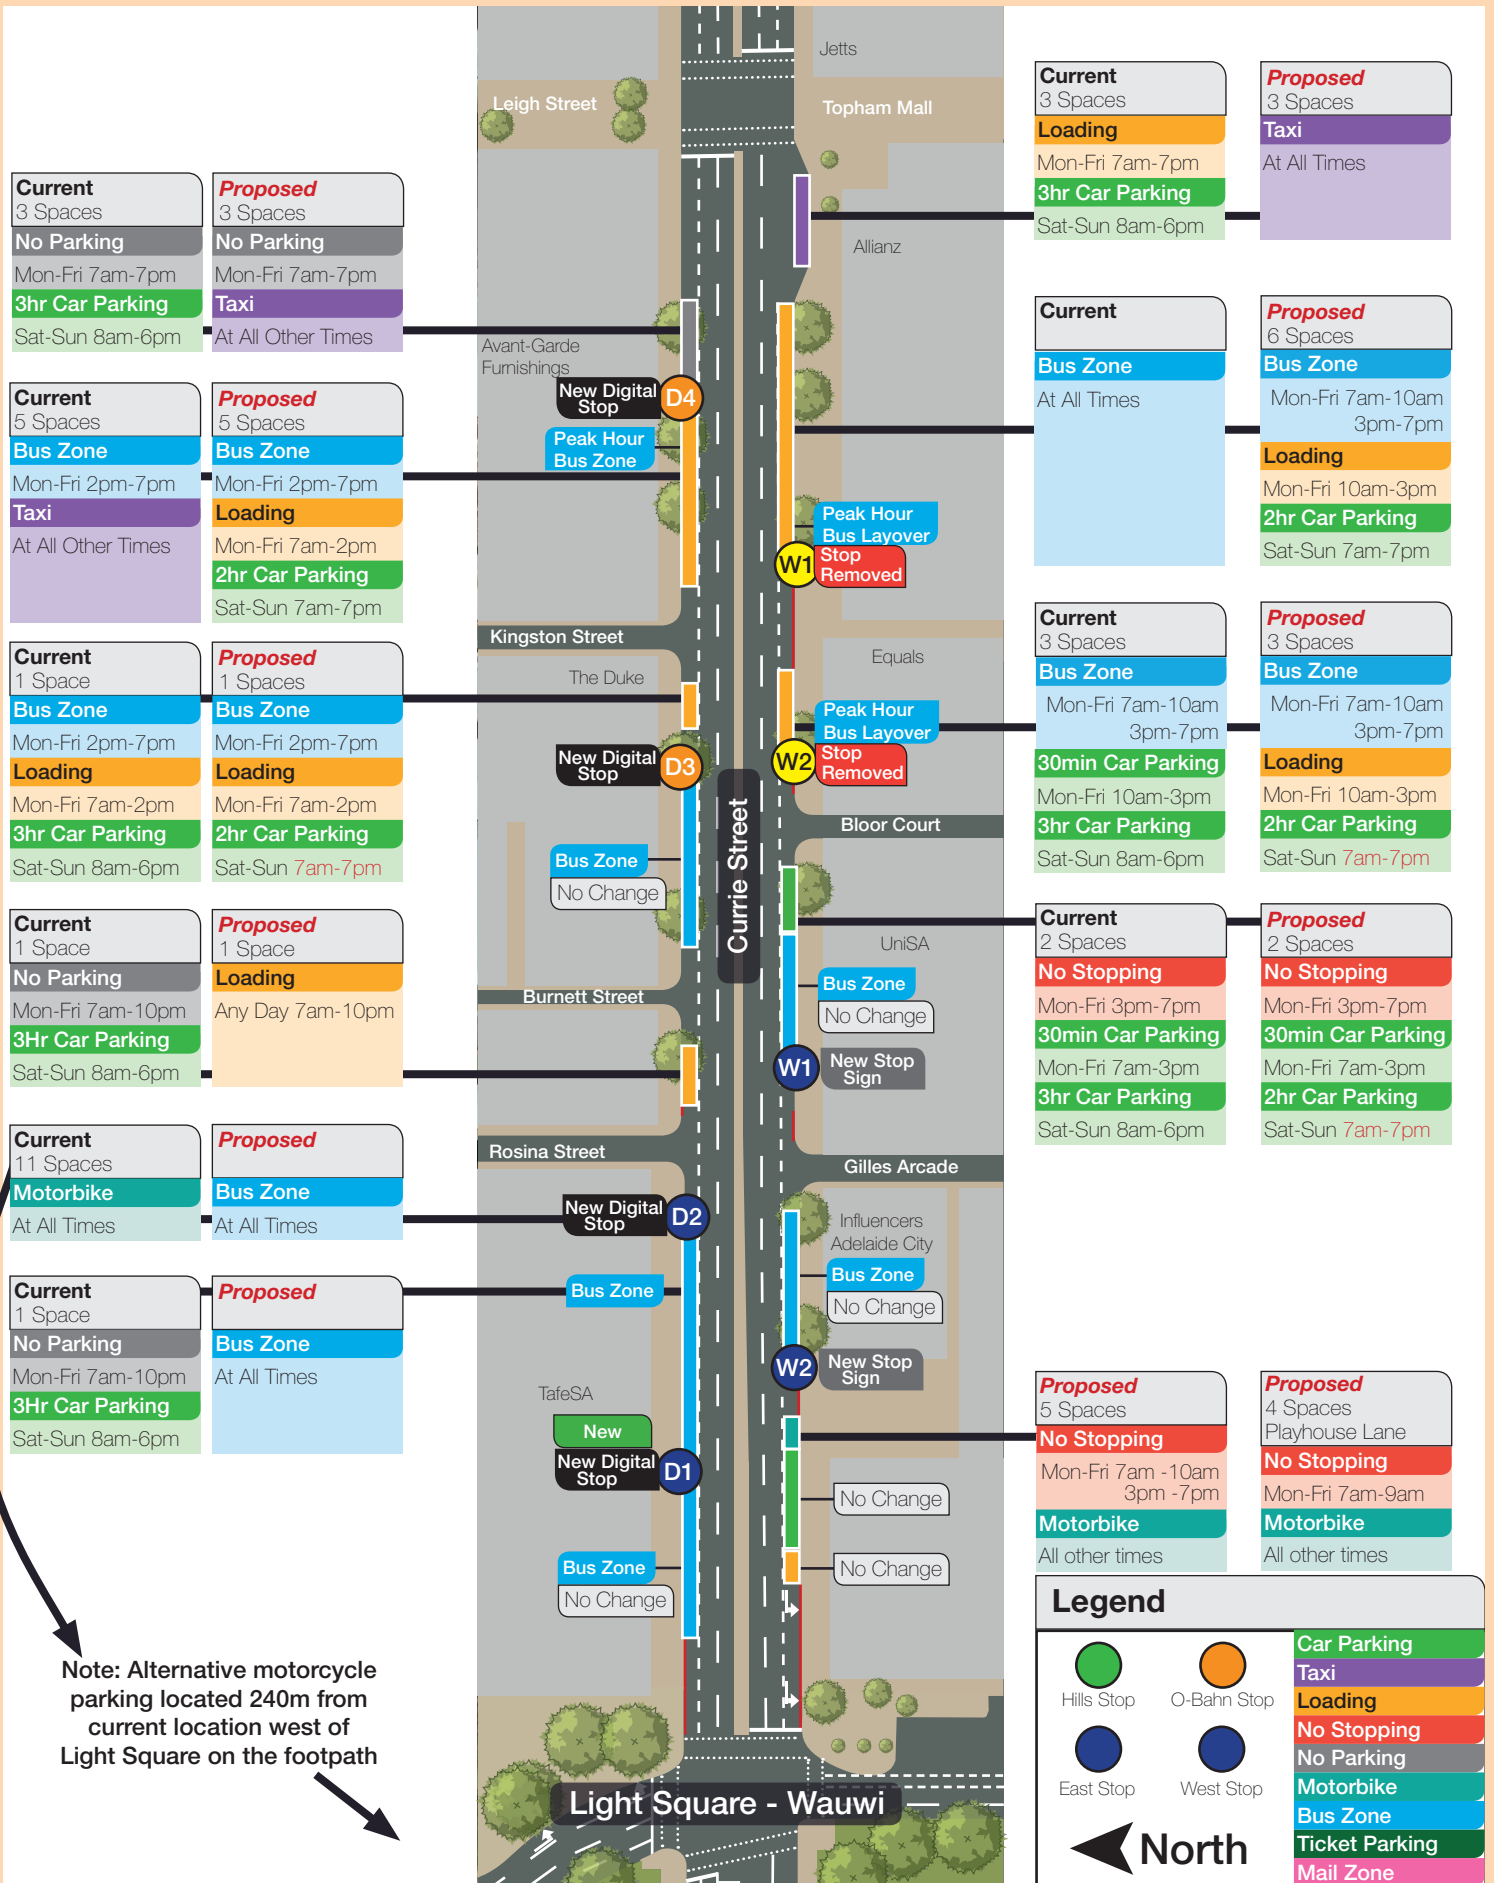 Current
3 Spaces
No Parking
Mon-Fri 7am-7pm
3hr Car Parking
Sat-Sun 8am-6pm
Proposed
3 Spaces
No Parking
Mon-Fri 7am-7pm
Taxi
At All Other Times
Current
5 Spaces
Bus Zone
Mon-Fri 2pm-7pm
Taxi
At All Other Times
Proposed
5 Spaces
Bus Zone
Mon-Fri 2pm-7pm
Loading
Mon-Fri 7am-2pm
2hr Car Parking
Sat-Sun 7am-7pm
Current
1 Space
Bus Zone
Mon-Fri 2pm-7pm
Loading
Mon-Fri 7am-2pm
3hr Car Parking
Sat-Sun 8am-6pm
Proposed
1 Spaces
Bus Zone
Mon-Fri 2pm-7pm
Loading
Mon-Fri 7am-2pm
2hr Car Parking
Sat-Sun 7am-7pm
Current
1 Space
No Parking
Mon-Fri 7am-10pm
3Hr Car Parking
Sat-Sun 8am-6pm
Proposed
1 Space
Loading
Any Day 7am-10pm
Current
11 Spaces
Motorbike
At All Times
Proposed
Bus Zone
At All Times
Current
1 Space
No Parking
Mon-Fri 7am-10pm
3Hr Car Parking
Sat-Sun 8am-6pm
Proposed
Bus Zone
At All Times
Note: Alternative motorcycle
parking located 240m from
current location west of
Light Square on the footpath
Jetts
Leigh Street
Topham Mall
Allianz
Avant-Garde
Furnishings
New Digital
Stop
D4
Peak Hour
Bus Zone
Peak Hour
Bus Layover
W1
Stop
Removed
Kingston Street
Equals
The Duke
Peak Hour
Bus Layover
W2
Stop
Removed
New Digital
Stop
D3
Currie Street
Bloor Court
Bus Zone
No Change
UniSA
Bus Zone
No Change
Burnett Street
W1
New Stop
Sign
Rosina Street
Gilles Arcade
New Digital
Stop
D2
Influencers
Adelaide City
Bus Zone
No Change
Bus Zone
W2
New Stop
Sign
TafeSA
New
New Digital
Stop
D1
No Change
Bus Zone
No Change
No Change
Light Square - Wauwi
Current
3 Spaces
Loading
Mon-Fri 7am-7pm
3hr Car Parking
Sat-Sun 8am-6pm
Proposed
3 Spaces
Taxi
At All Times
Current
Bus Zone
At All Times
Proposed
6 Spaces
Bus Zone
Mon-Fri 7am-10am
3pm-7pm
Loading
Mon-Fri 10am-3pm
2hr Car Parking
Sat-Sun 7am-7pm
Current
3 Spaces
Bus Zone
Mon-Fri 7am-10am
3pm-7pm
30min Car Parking
Mon-Fri 10am-3pm
3hr Car Parking
Sat-Sun 8am-6pm
Proposed
3 Spaces
Bus Zone
Mon-Fri 7am-10am
3pm-7pm
Loading
Mon-Fri 10am-3pm
2hr Car Parking
Sat-Sun 7am-7pm
Current
2 Spaces
No Stopping
Mon-Fri 3pm-7pm
30min Car Parking
Mon-Fri 7am-3pm
3hr Car Parking
Sat-Sun 8am-6pm
Proposed
2 Spaces
No Stopping
Mon-Fri 3pm-7pm
30min Car Parking
Mon-Fri 7am-3pm
2hr Car Parking
Sat-Sun 7am-7pm
Proposed
5 Spaces
No Stopping
Mon-Fri 7am -10am
3pm -7pm
Motorbike
All other times
Proposed
4 Spaces
Playhouse Lane
No Stopping
Mon-Fri 7am-9am
Motorbike
All other times
Legend
Hills Stop
O-Bahn Stop
East Stop
West Stop
North
Car Parking
Taxi
Loading
No Stopping
No Parking
Motorbike
Bus Zone
Ticket Parking
Mail Zone